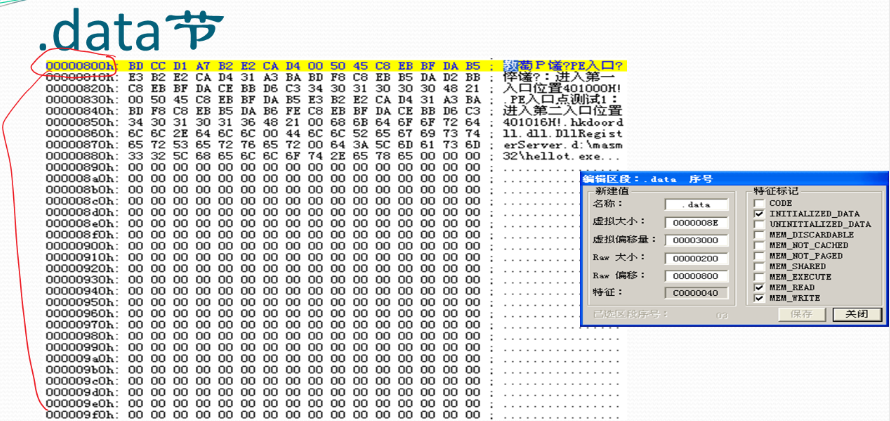 .data节
00000800h: BD CC D1 A7 B2 E2 CA D4 00 50 45 C8 EB BF DA B5 ; ?PE入口?
00000810h: E3 B2 E2 CA D4 31 A3 BA BD F8 C8 EB B5 DA D2 BB ; ：进入第一
00000820h: C8 EB BF DA CE BB D6 C3 34 30 31 30 30 30 48 21 ; 入口位置401000H!
00000830h: 00 50 45 C8 EB BF DA B5 E3 B2 E2 CA D4 31 A3 BA ; .PE入口点测试1：
00000840h: BD F8 C8 EB B5 DA B6 FE C8 EB BF DA CE BB D6 C3 ; 进入第二入口位置
00000850h: 34 30 31 30 31 36 48 21 00 68 6B 64 6F 6F 72 64 ; 401016H!.hkdoord
00000860h: 6C 6C 2E 64 6C 6C 00 44 6C 6C 52 65 67 69 73 74 ; ll.dll.DllRegist
00000870h: 65 72 53 65 72 76 65 72 00 64 3A 5C 6D 61 73 6D ; erServer.d:\masm
00000880h: 33 32 5C 68 65 6C 6C 6F 74 2E 65 78 65 00 00 00 ; 32\hellot.exe...
00000890h: 00 00 00 00 00 00 00 00 00 00 00 00 00 00 00 00 ; ................
000008a0h: 00 00 00 00 00 00 00 00 00 00 00 00 00 00 00 00 ; ................
000008b0h: 00 00 00 00 00 00 00 00 00 00 00 00 00 00 00 00 ; ................
000008c0h: 00 00 00 00 00 00 00 00 00 00 00 00 00 00 00 00 ; ................
000008d0h: 00 00 00 00 00 00 00 00 00 00 00 00 00 00 00 00 ; ................
000008e0h: 00 00 00 00 00 00 00 00 00 00 00 00 00 00 00 00 ; ................
000008f0h: 00 00 00 00 00 00 00 00 00 00 00 00 00 00 00 00 ; ................
00000900h: 00 00 00 00 00 00 00 00 00 00 00 00 00 00 00 00 ; ................
00000910h: 00 00 00 00 00 00 00 00 00 00 00 00 00 00 00 00 ; ................
00000920h: 00 00 00 00 00 00 00 00 00 00 00 00 00 00 00 00 ; ................
00000930h: 00 00 00 00 00 00 00 00 00 00 00 00 00 00 00 00 ; ................
00000940h: 00 00 00 00 00 00 00 00 00 00 00 00 00 00 00 00 ; ................
00000950h: 00 00 00 00 00 00 00 00 00 00 00 00 00 00 00 00 ; ................
00000960h: 00 00 00 00 00 00 00 00 00 00 00 00 00 00 00 00 ; ................
00000970h: 00 00 00 00 00 00 00 00 00 00 00 00 00 00 00 00 ; ................
00000980h: 00 00 00 00 00 00 00 00 00 00 00 00 00 00 00 00 ; ................
00000990h: 00 00 00 00 00 00 00 00 00 00 00 00 00 00 00 00 ; ................
000009a0h: 00 00 00 00 00 00 00 00 00 00 00 00 00 00 00 00 ; ................
000009b0h: 00 00 00 00 00 00 00 00 00 00 00 00 00 00 00 00 ; ................
000009c0h: 00 00 00 00 00 00 00 00 00 00 00 00 00 00 00 00 ; ................
000009d0h: 00 00 00 00 00 00 00 00 00 00 00 00 00 00 00 00 ; ................
000009e0h: 00 00 00 00 00 00 00 00 00 00 00 00 00 00 00 00 ; ................
000009f0h: 00 00 00 00 00 00 00 00 00 00 00 00 00 00 00 00 ; ................
编辑区段：.data 序号
新建值
名称： .data
虚拟大小： 0000008E
虚拟偏移量： 00003000
Raw 大小： 00000200
Raw 偏移： 00000800
特征： C0000040
特征标记
CODE
INITIALIZED_DATA
UNINITIALIZED_DATA
MEM_DISCARDABLE
MEM_NOT_CACHED
MEM_NOT_PAGED
MEM_SHARED
MEM_EXECUTE
MEM_READ
MEM_WRITE
保存
关闭